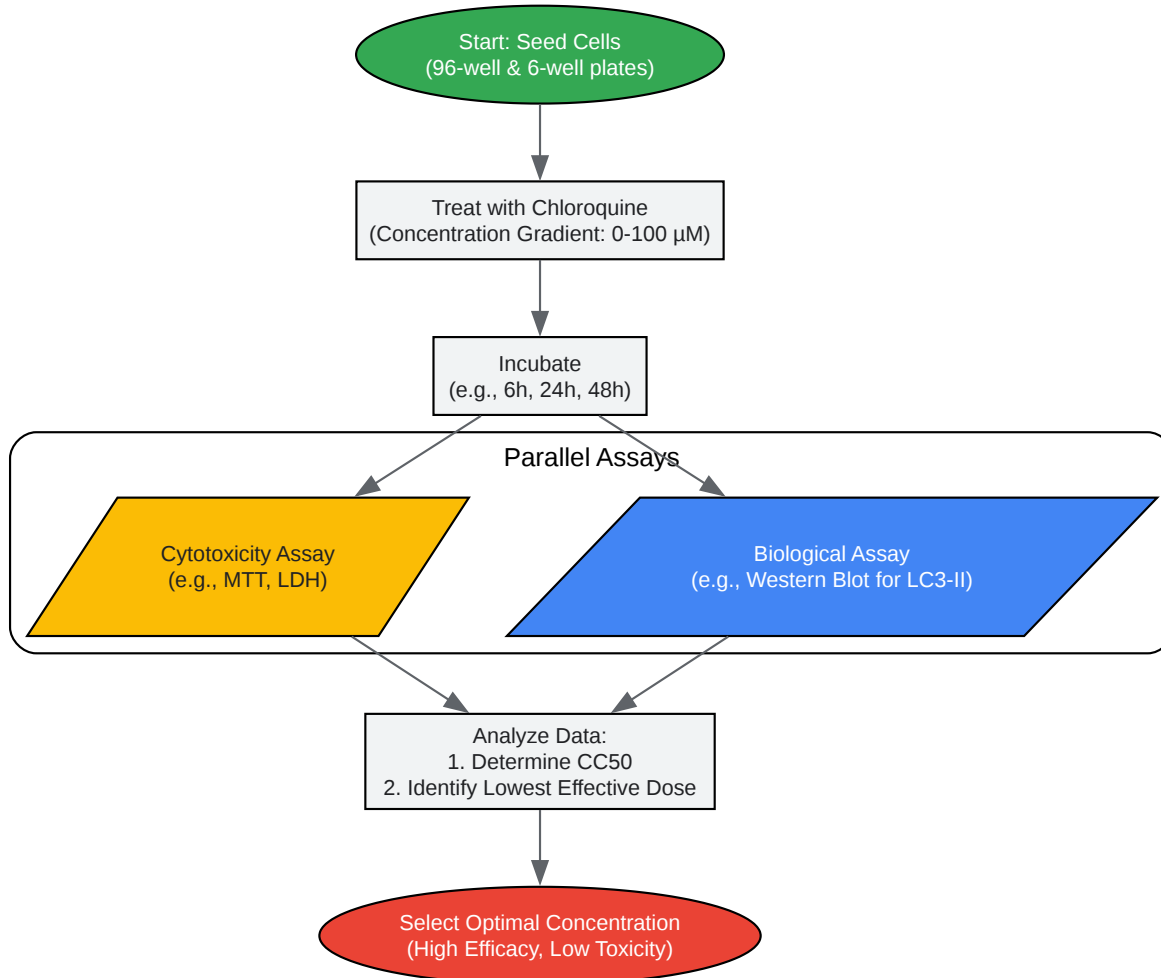 Start: Seed Cells
(96-well & 6-well plates)
Treat with Chloroquine
(Concentration Gradient: 0-100 µM)
Incubate
(e.g., 6h, 24h, 48h)
Parallel Assays
Cytotoxicity Assay
(e.g., MTT, LDH)
Biological Assay
(e.g., Western Blot for LC3-II)
Analyze Data:
1. Determine CC50
2. Identify Lowest Effective Dose
Select Optimal Concentration
(High Efficacy, Low Toxicity)